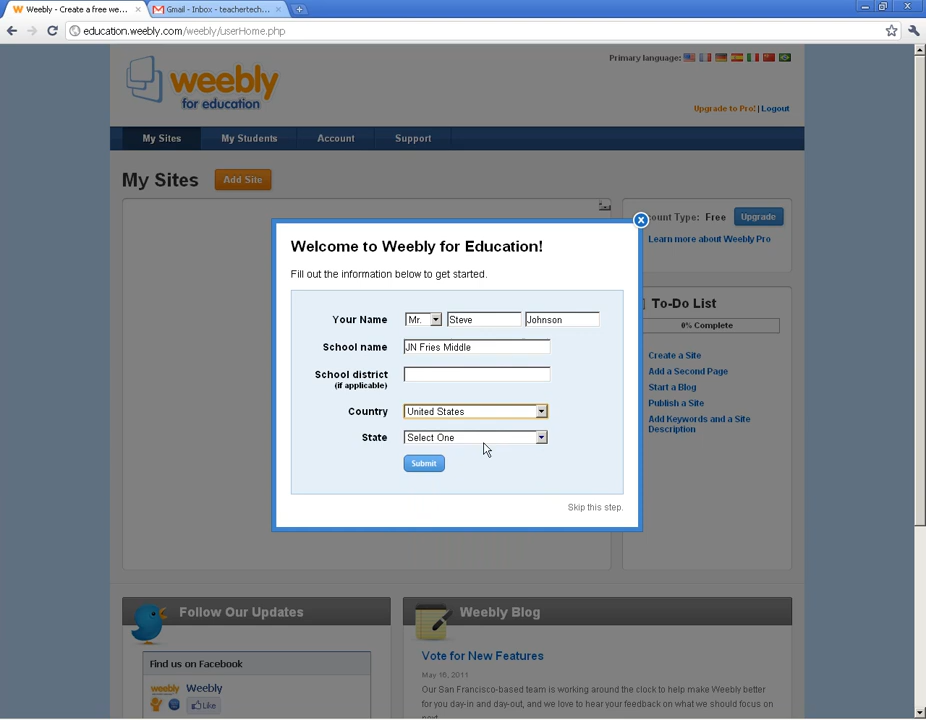 Weebly - Create a free we...
Gmail - Inbox - teachertech...
education.weebly.com/weebly/userHome.php
Primary language:
weebly
for education
Upgrade to Pro! | Logout
My Sites
My Students
Account
Support
My Sites
Add Site
ount Type: Free
Upgrade
Learn more about Weebly Pro
Welcome to Weebly for Education!
Fill out the information below to get started.
Your Name
Mr.
Steve
Johnson
School name
JN Fries Middle
School district
(if applicable)
Country
United States
State
Select One
Submit
Skip this step.
To-Do List
0% Complete
Create a Site
Add a Second Page
Start a Blog
Publish a Site
Add Keywords and a Site
Description
Follow Our Updates
Find us on Facebook
weebly
Weebly
Like
Weebly Blog
Vote for New Features
May 16, 2011
Our San Francisco-based team is working around the clock to help make Weebly better
for you day-in and day-out, and we love to hear your feedback on what we should focus on